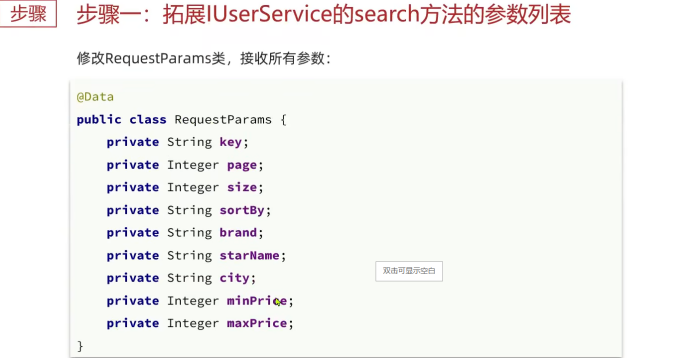 步骤
步骤一：拓展IUserService的search方法的参数列表
修改RequestParams类，接收所有参数：
@Data
public class RequestParams {
    private String key;
    private Integer page;
    private Integer size;
    private String sortBy;
    private String brand;
    private String starName;
    private String city;
    private Integer minPrice;
    private Integer maxPrice;
}
双击可显示空白